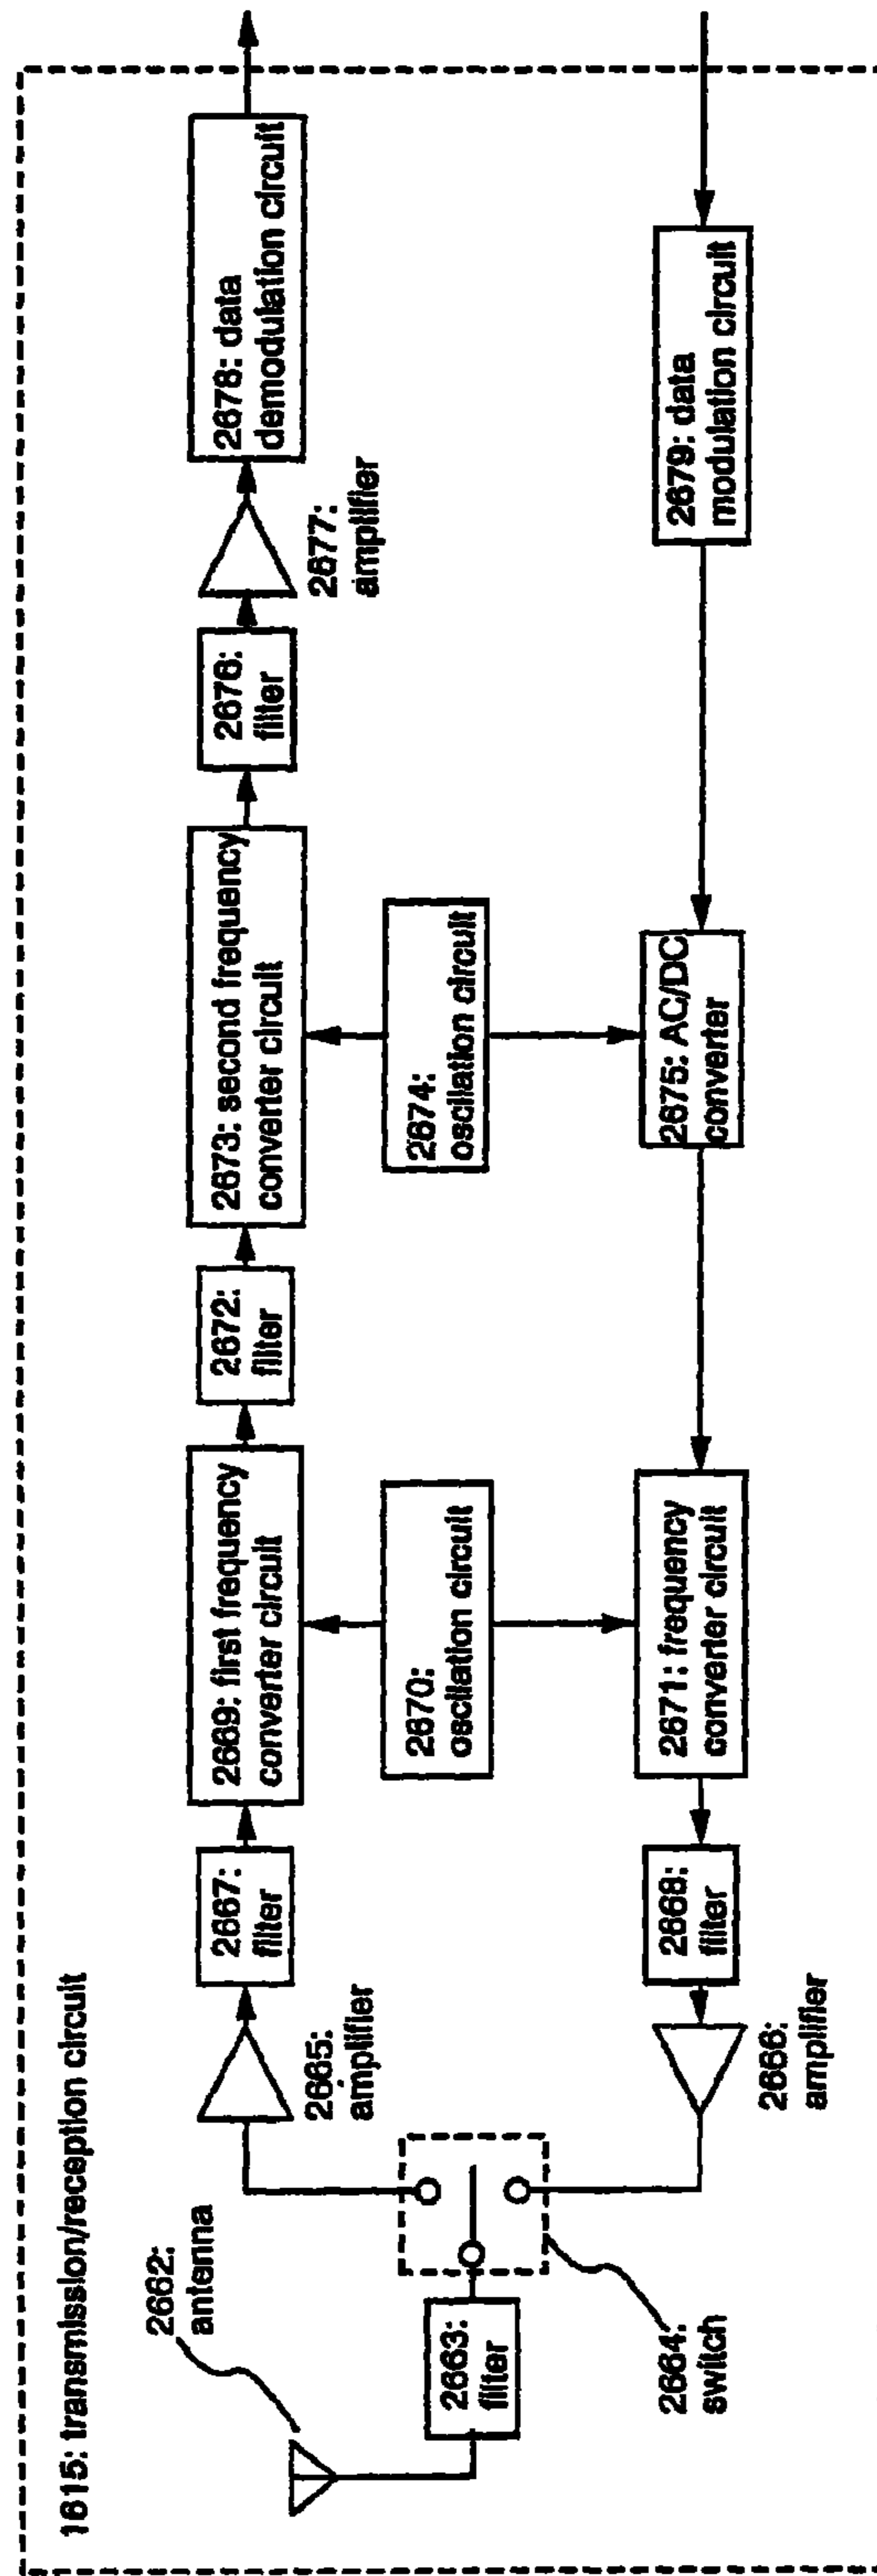 1615: transmission/reception circuit
2662:
antenna
2663:
filter
2664:
switch
2665:
amplifier
2667:
filter
2669: first frequency
converter circuit
2672:
filter
2673: second frequency
converter circuit
2676:
filter
2677:
amplifier
2678: data
demodulation circuit
2670:
oscilation circuit
2674:
oscilation circuit
2666:
amplifier
2668:
filter
2671: frequency
converter circuit
2675: AC/DC
converter
2679: data
modulation circuit